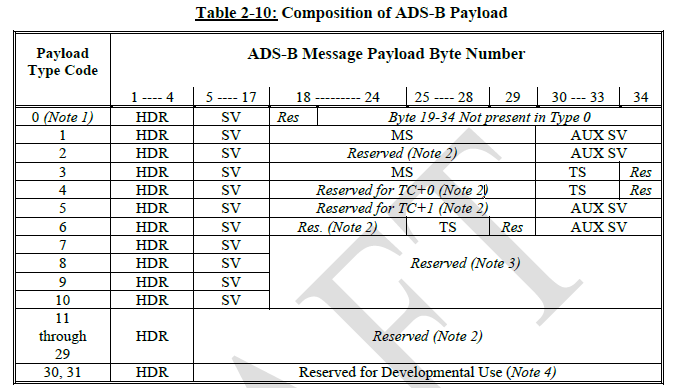 Table 2-10: Composition of ADS-B Payload
Payload Type Code ADS-B Message Payload Byte Number
1 ---- 4 5 ---- 17 18 --------- 24 25 ---- 28 29 30 --- 33 34
0 (Note 1) HDR SV Res Byte 19-34 Not present in Type 0
1 HDR SV MS AUX SV
2 HDR SV Reserved (Note 2) AUX SV
3 HDR SV MS TS Res
4 HDR SV Reserved for TC+0 (Note 2) TS Res
5 HDR SV Reserved for TC+1 (Note 2) AUX SV
6 HDR SV Res. (Note 2) TS Res AUX SV
7 HDR SV
8 HDR SV Reserved (Note 3)
9 HDR SV
10 HDR SV
11 through 29 HDR Reserved (Note 2)
30, 31 HDR Reserved for Developmental Use (Note 4)